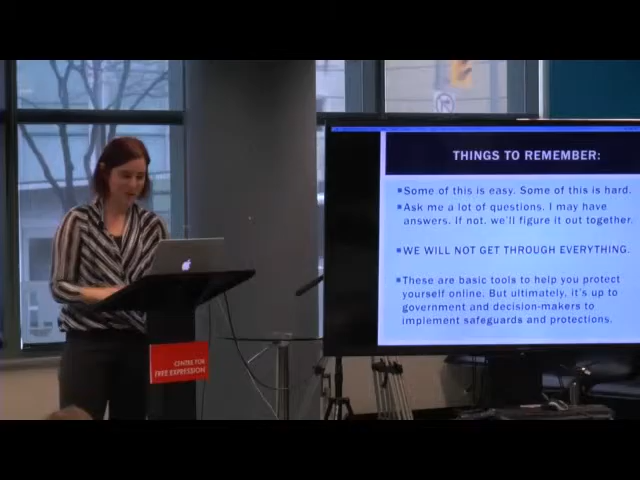 THINGS TO REMEMBER:
▪Some of this is easy. Some of this is hard.
▪Ask me a lot of questions. I may have
answers. If not. we'll figure it out together.
▪WE WILL NOT GET THROUGH EVERYTHING.
▪These are basic tools to help you protect
yourself online. But ultimately, it's up to
government and decision-makers to
implement safeguards and protections.
CENTRE FOR
FREE EXPRESSION